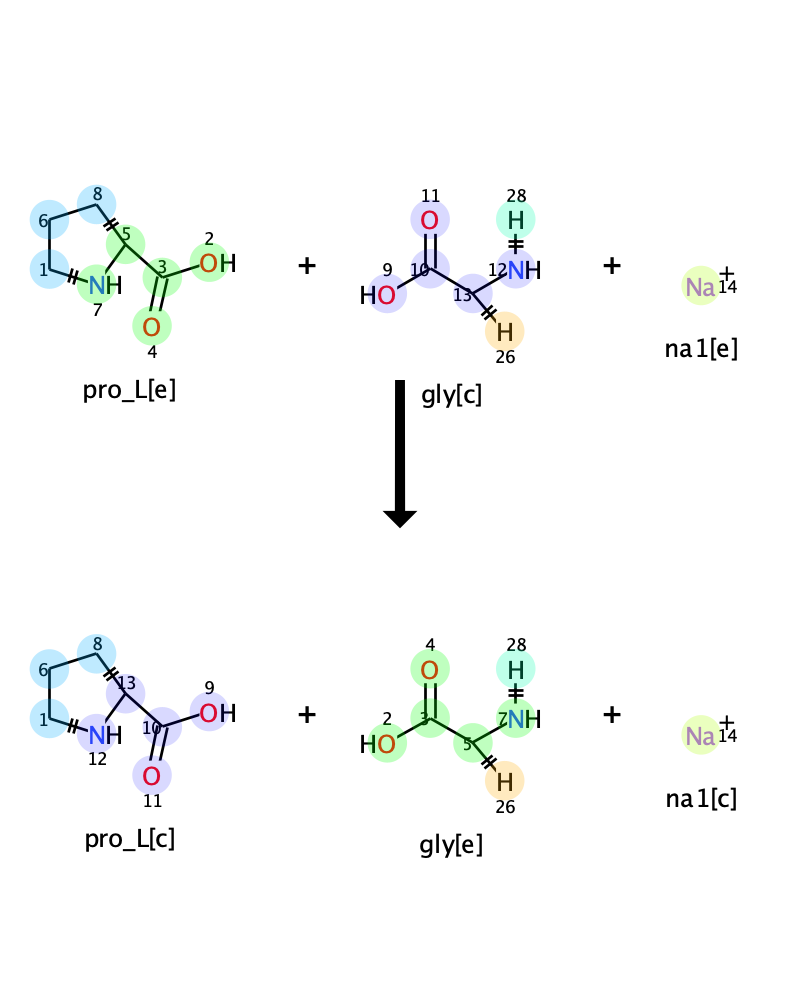 8
6
5
1
NH
7
3
2
OH
O
4
+
11
O
28
H
9
HO
10
12
NH
13
H
26
+
Na
+
14
pro_L[e]
gly[c]
na1[e]
8
6
13
1
NH
12
10
9
OH
O
11
+
4
O
28
H
2
HO
3
7
NH
5
H
26
+
Na
+
14
pro_L[c]
gly[e]
na1[c]